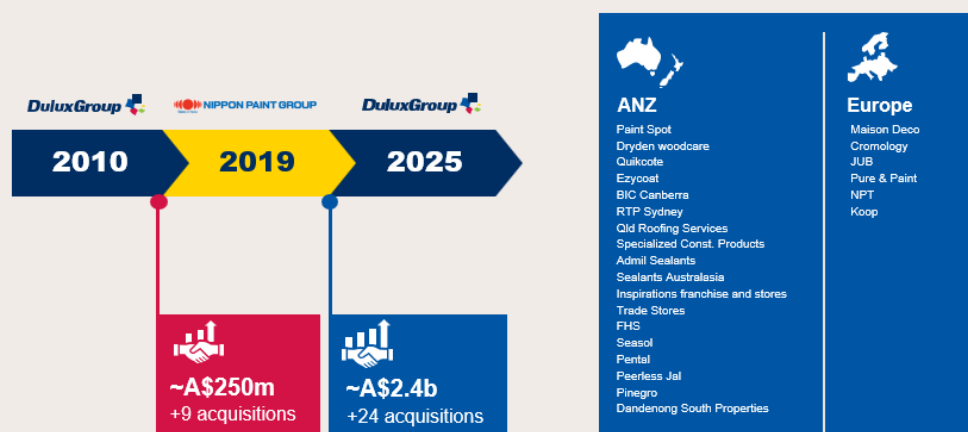 DuluxGroup
NIPPON PAINT GROUP
DuluxGroup
2010
2019
2025
~A$250m
+9 acquisitions
~A$2.4b
+24 acquisitions
ANZ
Paint Spot
Dryden woodcare
Quikcote
Ezycoat
BIC Canberra
RTP Sydney
Qld Roofing Services
Specialized Const. Products
Admil Sealants
Sealants Australasia
Inspirations franchise and stores
Trade Stores
FHS
Seasol
Pental
Peerless Jal
Pinegro
Dandenong South Properties
Europe
Maison Deco
Cromology
JUB
Pure & Paint
NPT
Koop